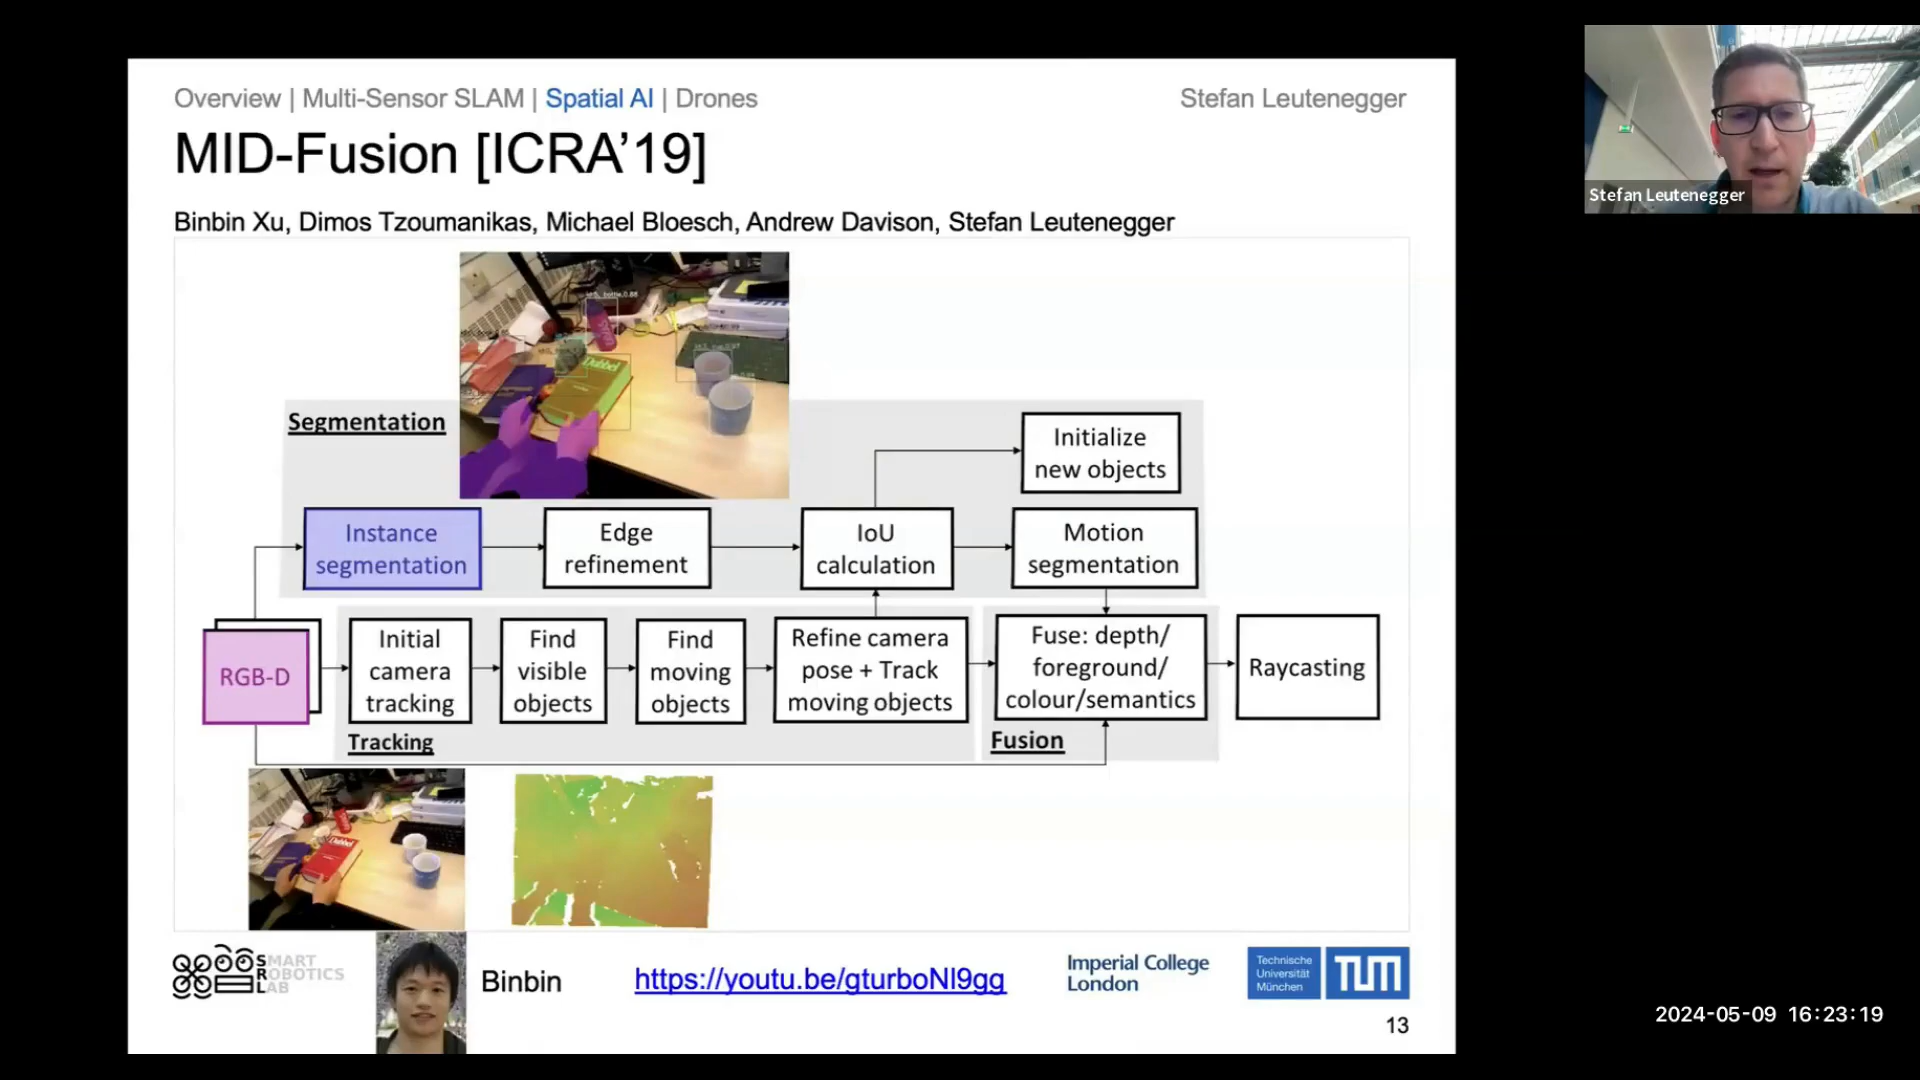 Overview | Multi-Sensor SLAM | Spatial AI | Drones
Stefan Leutenegger
MID-Fusion [ICRA'19]
Binbin Xu, Dimos Tzoumanikas, Michael Bloesch, Andrew Davison, Stefan Leutenegger
Segmentation
Dubbel
Initialize
new objects
Instance
segmentation
Edge
refinement
IoU
calculation
Motion
segmentation
RGB-D
Initial
camera
tracking
Find
visible
objects
Find
moving
objects
Refine camera
pose + Track
moving objects
Fuse: depth/
foreground/
colour/semantics
Raycasting
Tracking
Fusion
Dubbel
SMART
ROBOTICS
LAB
Binbin
https://youtu.be/gturboNl9gg
Imperial College
London
Technische
Universität
München
TUM
13
Stefan Leutenegger
2024-05-09 16:23:19